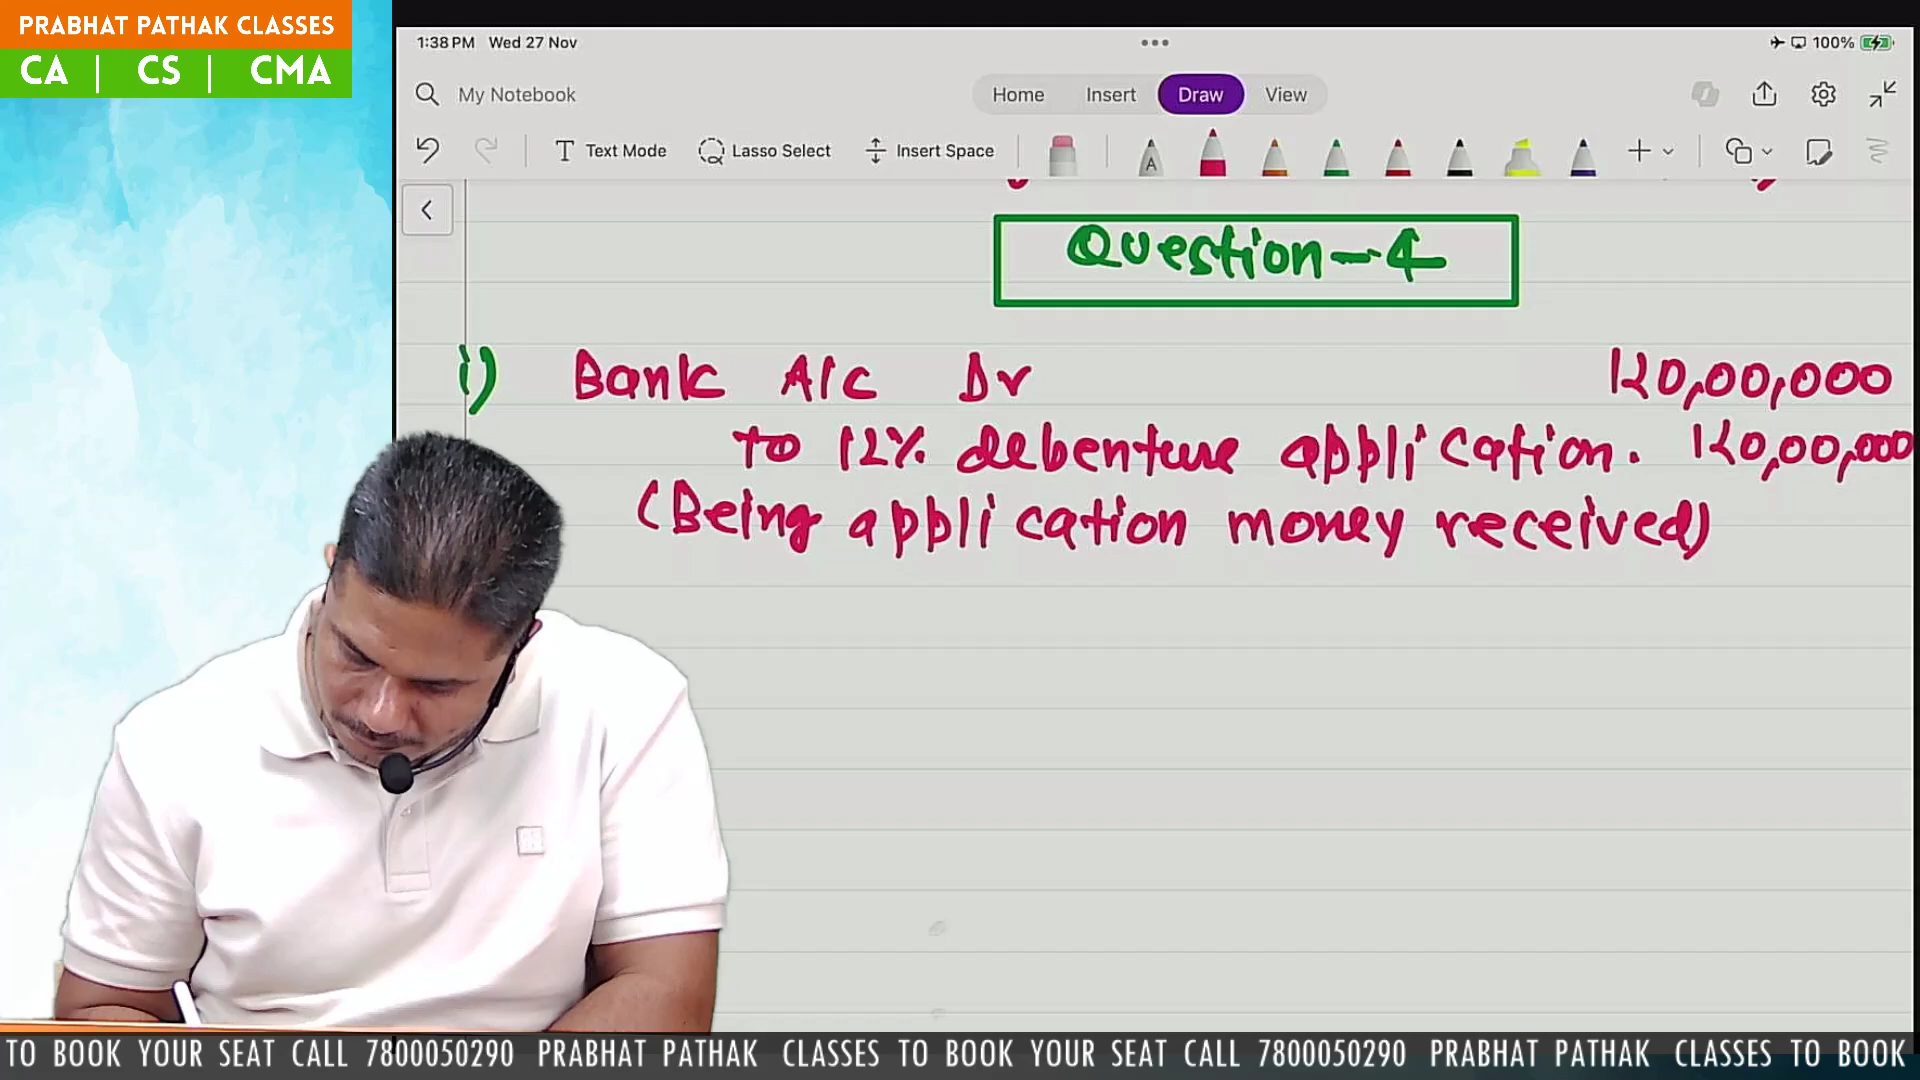 PRABHAT PATHAK CLASSES
CA | CS | CMA
1:38 PM Wed 27 Nov
100%
My Notebook
Home Insert Draw View
Text Mode Lasso Select Insert Space
A
Question-4
i) Bank A/C Dr 120,00,000
To 12% debenture application. 120,00,000
(Being application money received)
TO BOOK YOUR SEAT CALL 7800050290 PRABHAT PATHAK CLASSES TO BOOK YOUR SEAT CALL 7800050290 PRABHAT PATHAK CLASSES TO BOOK